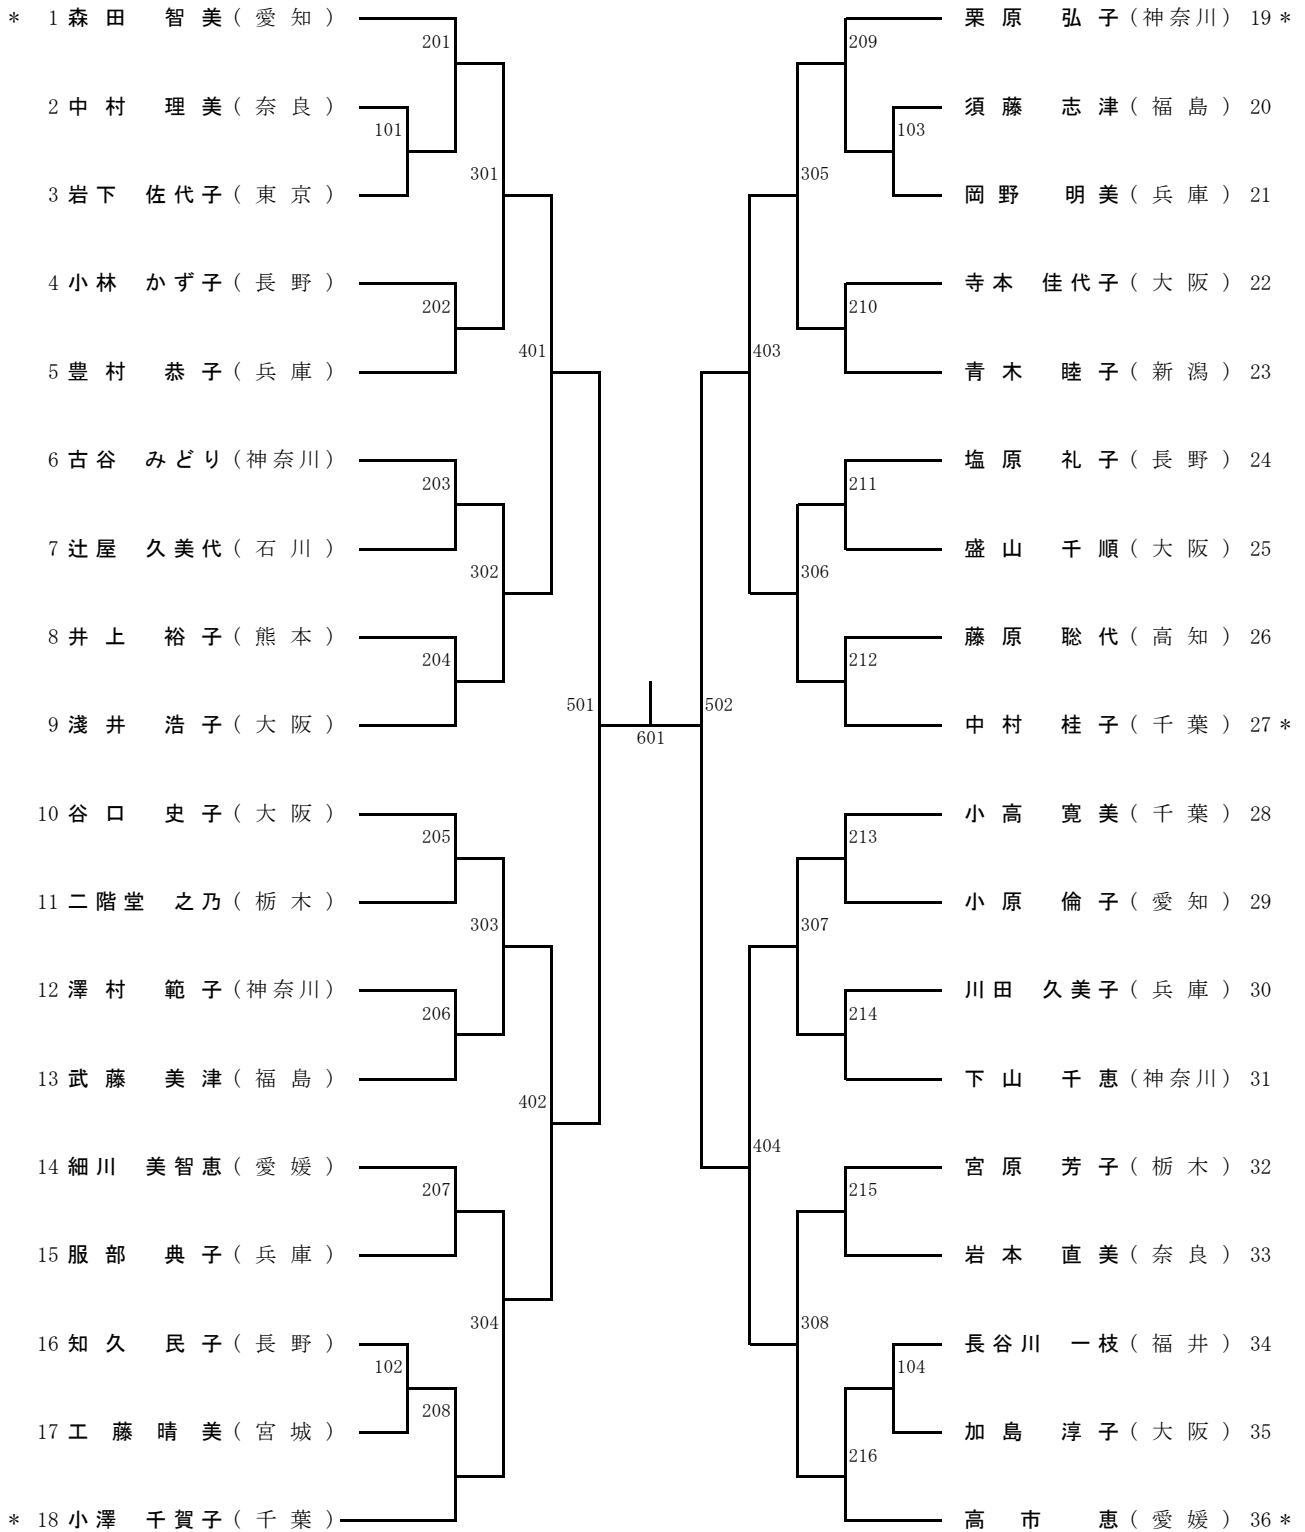 * 1 森田 智美 (愛知)
201
2 中村 理美 (奈良)
101
3 岩下 佐代子 (東京)
301
4 小林 かず子 (長野)
202
5 豊村 恭子 (兵庫)
401
6 古谷 みどり (神奈川)
203
7 辻屋 久美代 (石川)
302
8 井上 裕子 (熊本)
204
9 淺井 浩子 (大阪)
501
10 谷口 史子 (大阪)
205
11 二階堂 之乃 (栃木)
303
12 澤村 範子 (神奈川)
206
13 武藤 美津 (福島)
402
14 細川 美智恵 (愛媛)
207
15 服部 典子 (兵庫)
304
16 知久 民子 (長野)
102
208
17 工藤 晴美 (宮城)
* 18 小澤 千賀子 (千葉)
601
栗原 弘子 (神奈川) 19 *
209
須藤 志津 (福島) 20
103
岡野 明美 (兵庫) 21
305
寺本 佳代子 (大阪) 22
210
青木 睦子 (新潟) 23
403
塩原 礼子 (長野) 24
211
盛山 千順 (大阪) 25
306
藤原 聡代 (高知) 26
212
中村 桂子 (千葉) 27 *
502
小高 寛美 (千葉) 28
213
小原 倫子 (愛知) 29
307
川田 久美子 (兵庫) 30
214
下山 千恵 (神奈川) 31
404
宮原 芳子 (栃木) 32
215
岩本 直美 (奈良) 33
308
長谷川 一枝 (福井) 34
104
加島 淳子 (大阪) 35
216
高市 恵 (愛媛) 36 *